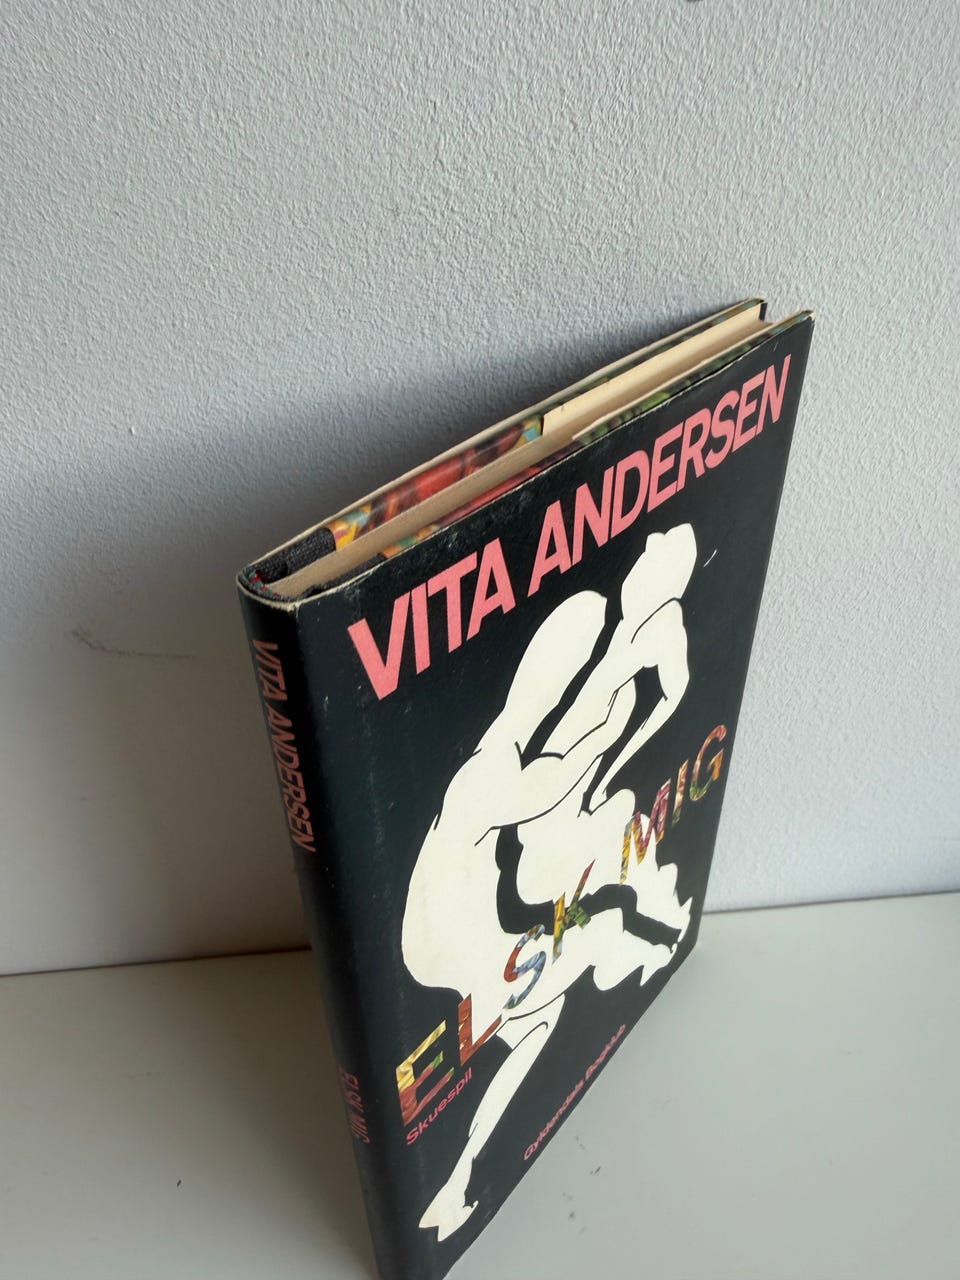 VITA ANDERSEN
ELSK MIG
Skuespil
Gyldendals Bogklub
VITA ANDERSEN
ELSK MIG